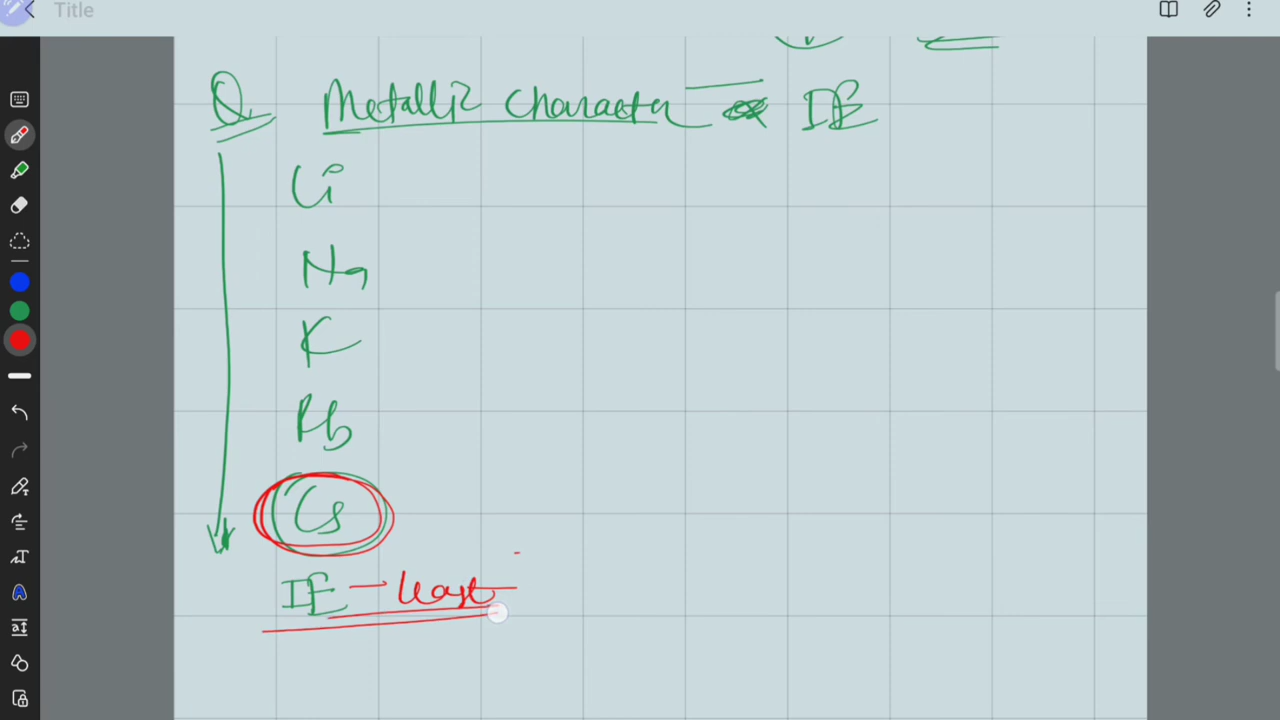 Title
Q Metallic Character IE
Li
Na
K
Rb
Cs
IE - least